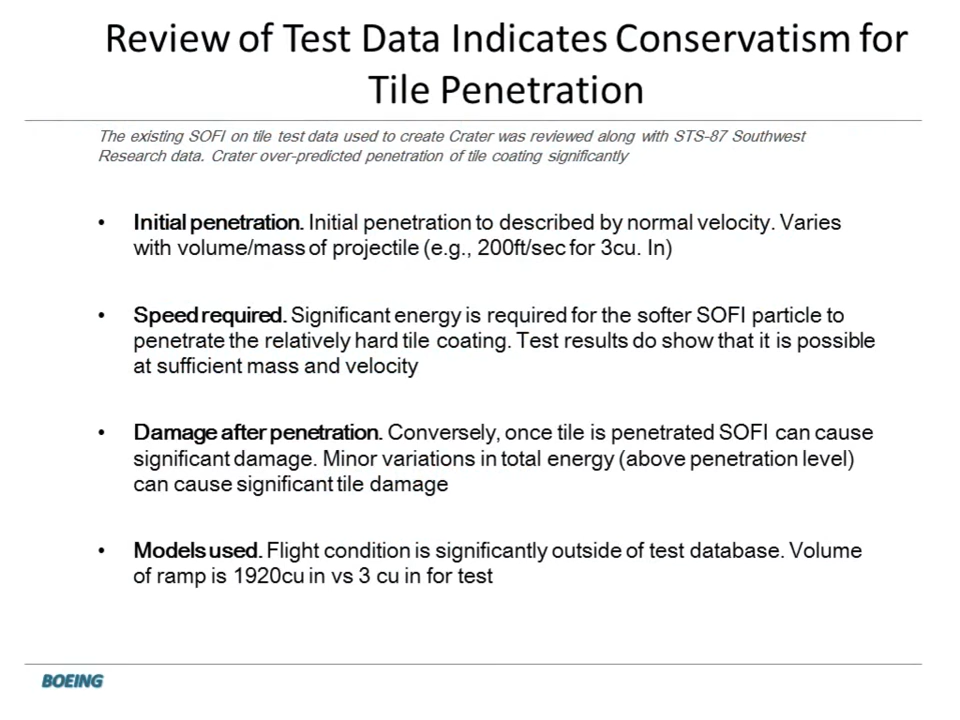 Review of Test Data Indicates Conservatism for
Tile Penetration
The existing SOFI on tile test data used to create Crater was reviewed along with STS-87 Southwest
Research data. Crater over-predicted penetration of tile coating significantly
• Initial penetration. Initial penetration to described by normal velocity. Varies
with volume/mass of projectile (e.g., 200ft/sec for 3cu. In)
• Speed required. Significant energy is required for the softer SOFI particle to
penetrate the relatively hard tile coating. Test results do show that it is possible
at sufficient mass and velocity
• Damage after penetration. Conversely, once tile is penetrated SOFI can cause
significant damage. Minor variations in total energy (above penetration level)
can cause significant tile damage
• Models used. Flight condition is significantly outside of test database. Volume
of ramp is 1920cu in vs 3 cu in for test
BOEING